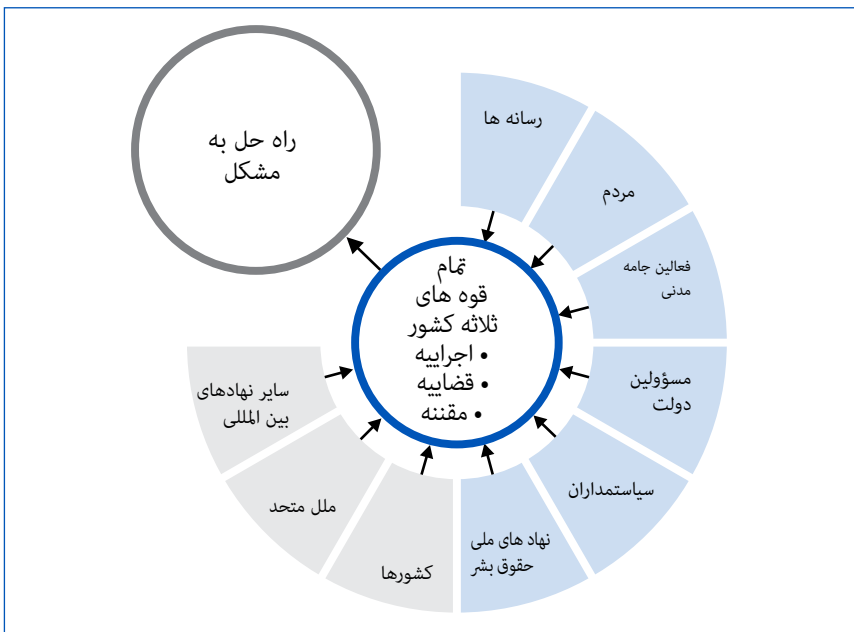 راه حل به
مشکل
رسانه ها
مردم
فعالین جامه
مدنی
مسؤولین
دولت
سیاستمداران
نهاد های ملی
حقوق بشر
کشورها
ملل متحد
سایر نهادهای
بین المللی
تمام
قوه های
ثلاثه کشور
• اجراییه
• قضاییه
• مقننه